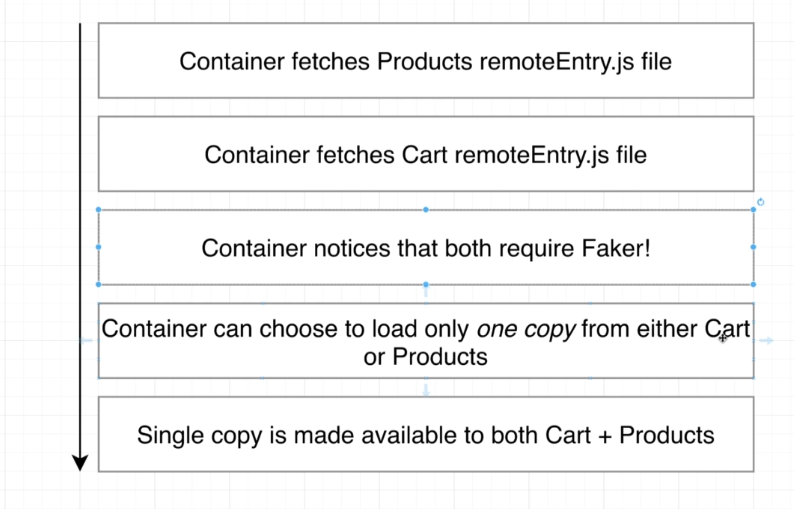 Container fetches Products remoteEntry.js file
Container fetches Cart remoteEntry.js file
Container notices that both require Faker!
Container can choose to load only one copy from either Cart
or Products
Single copy is made available to both Cart + Products